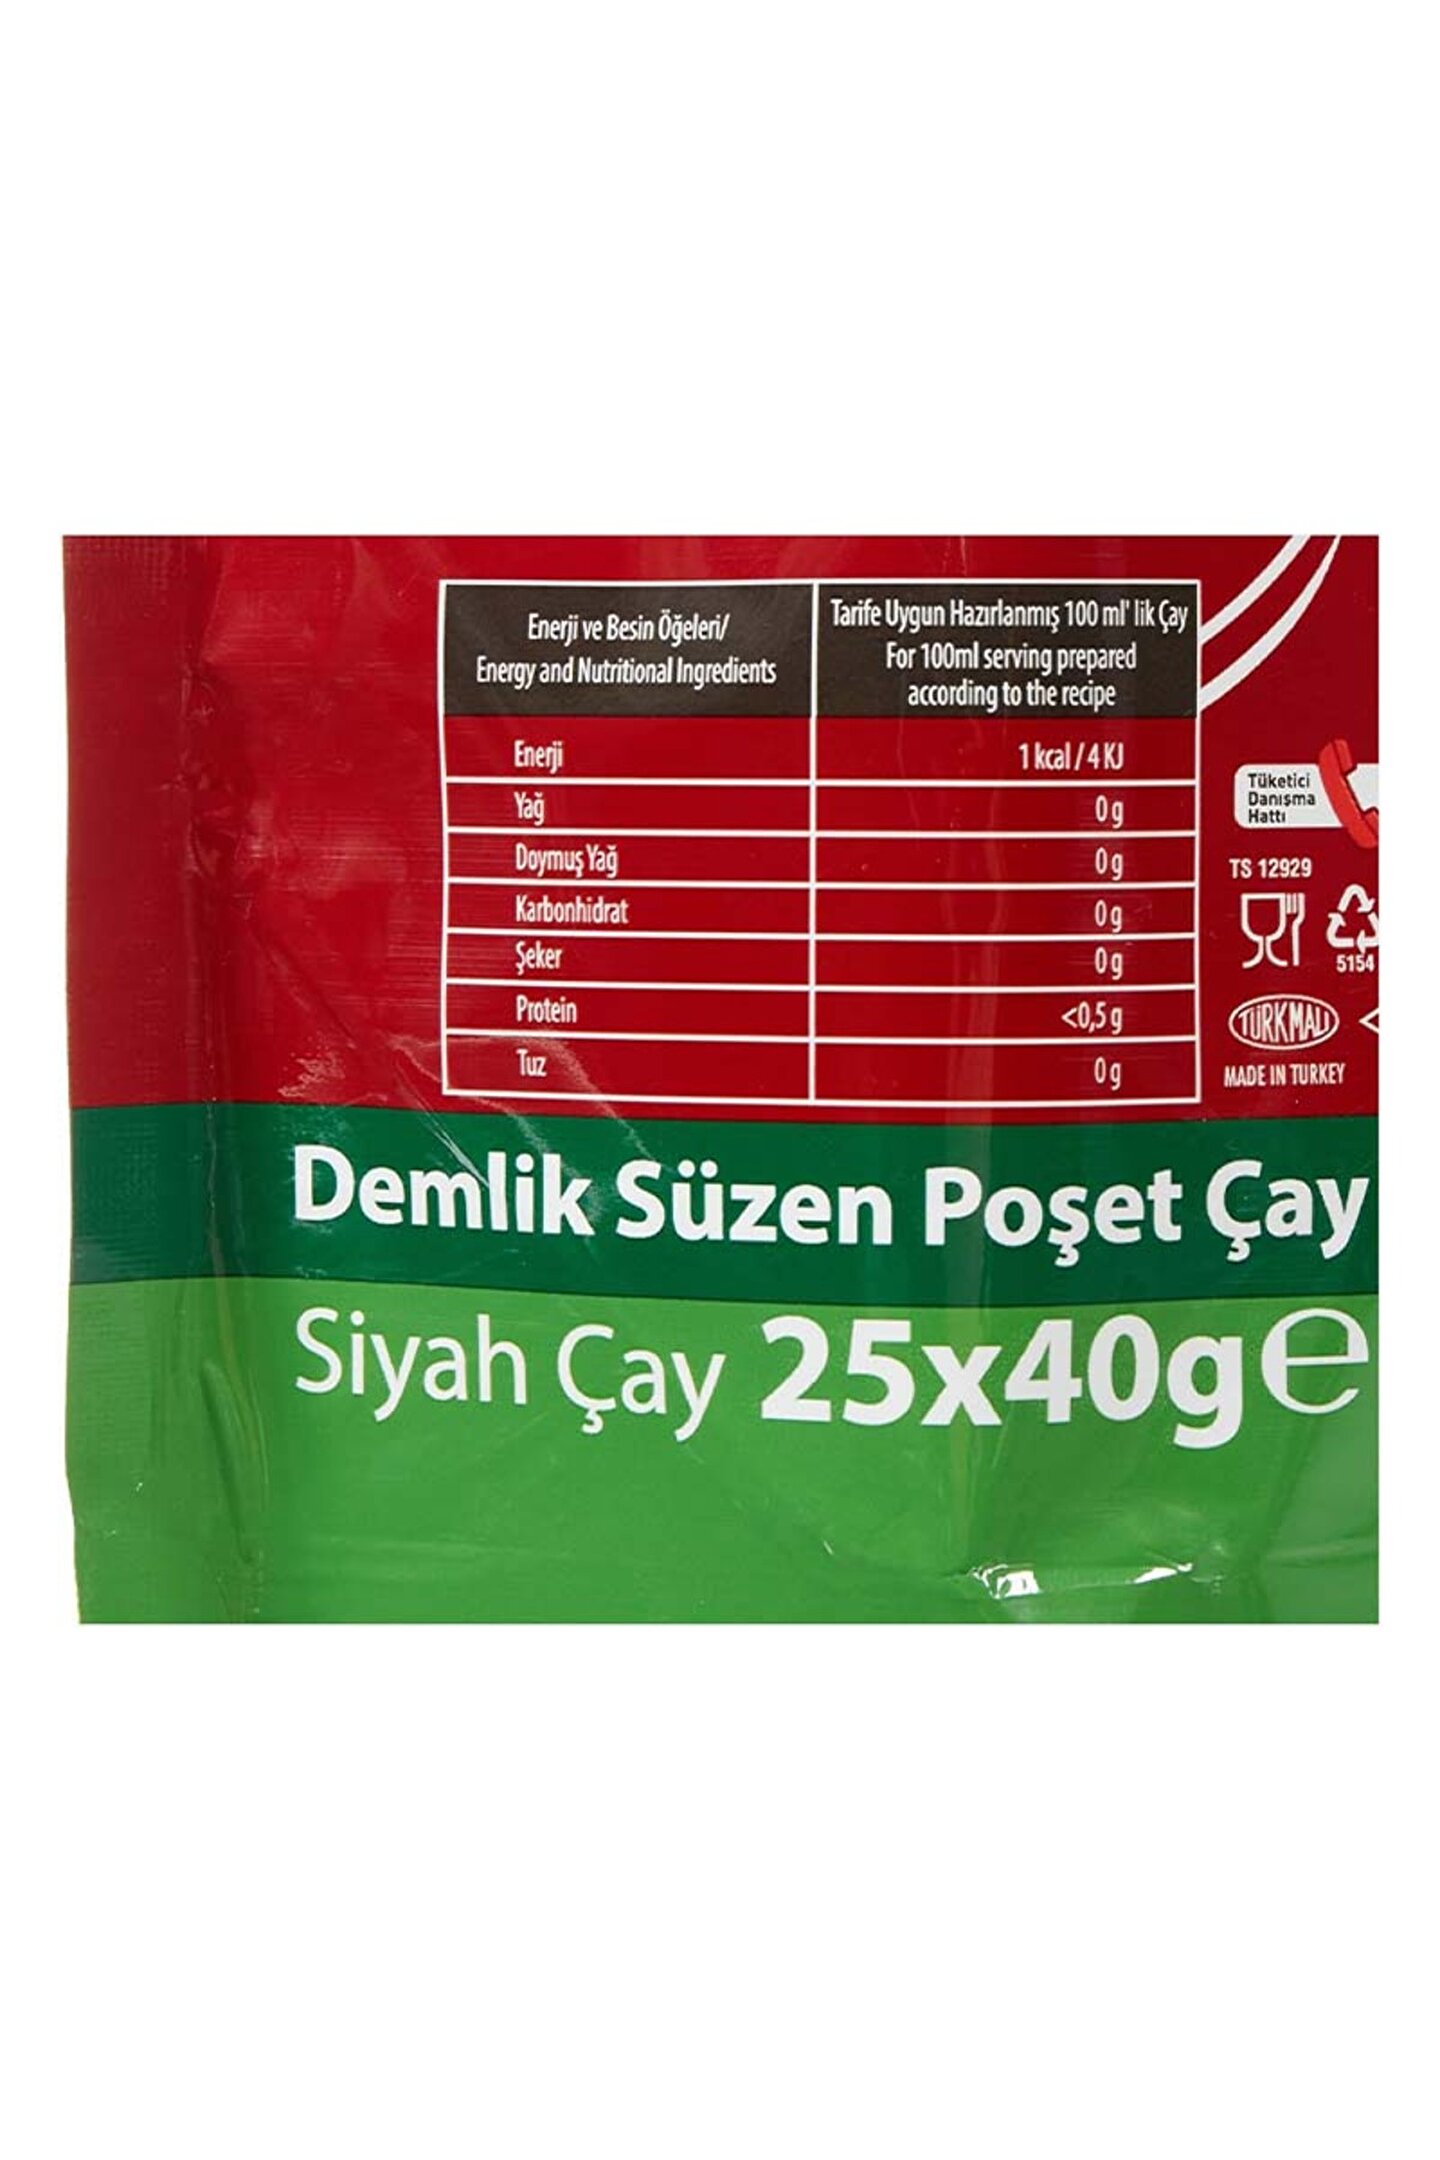 Enerji ve Besin Öğeleri/
Energy and Nutritional Ingredients
Tarife Uygun Hazırlanmış 100 ml' lik Çay
For 100ml serving prepared
according to the recipe
Enerji 1 kcal / 4 KJ
Yağ 0 g
Doymuş Yağ 0 g
Karbonhidrat 0 g
Şeker 0 g
Protein <0,5 g
Tuz 0 g
Tüketici
Danışma
Hattı
TS 12929
5154
TÜRK MALI
<
MADE IN TURKEY
Demlik Süzen Poşet Çay
Siyah Çay 25x40g e